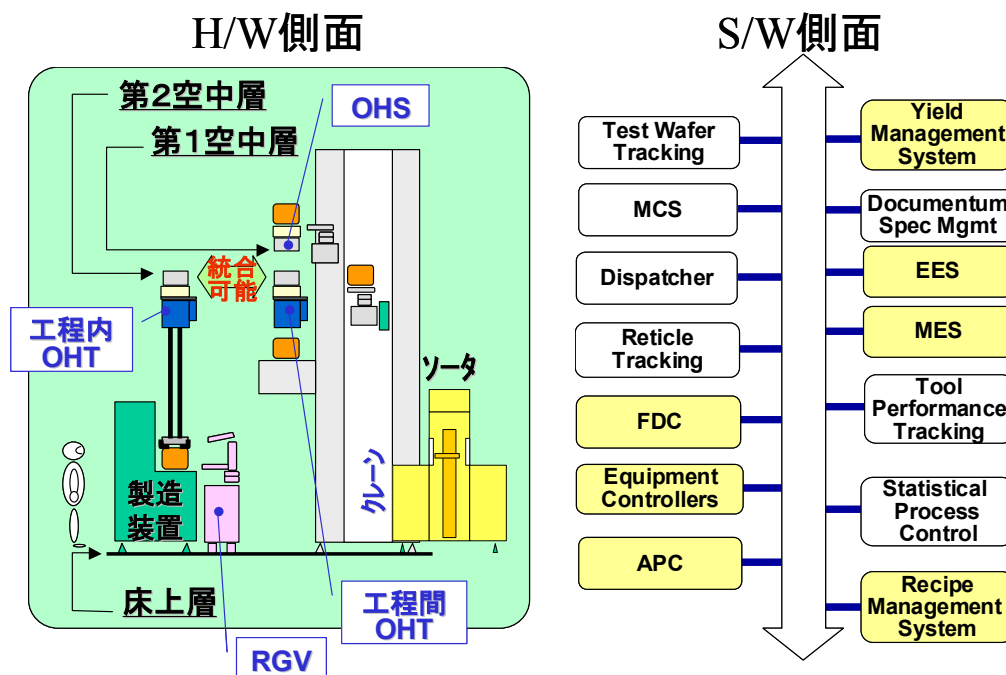 H/W側面
S/W側面
第2空中層
第1空中層
OHS
統合
可能
工程内
OHT
ソータ
クレーン
製造
装置
床上層
工程間
OHT
RGV
Test Wafer
Tracking
MCS
Dispatcher
Reticle
Tracking
FDC
Equipment
Controllers
APC
Yield
Management
System
Documentum
Spec Mgmt
EES
MES
Tool
Performance
Tracking
Statistical
Process
Control
Recipe
Management
System